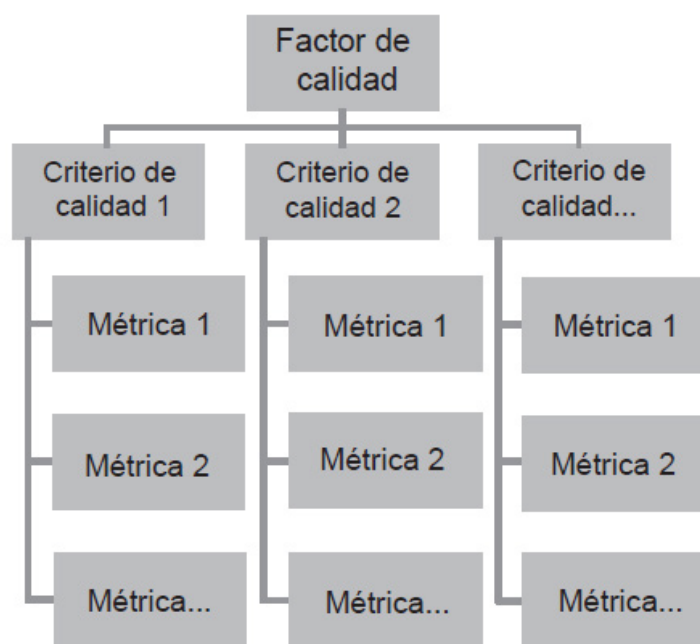 Factor de
calidad
Criterio de
calidad 1
Criterio de
calidad 2
Criterio de
calidad...
Métrica 1
Métrica 1
Métrica 1
Métrica 2
Métrica 2
Métrica 2
Métrica...
Métrica...
Métrica...